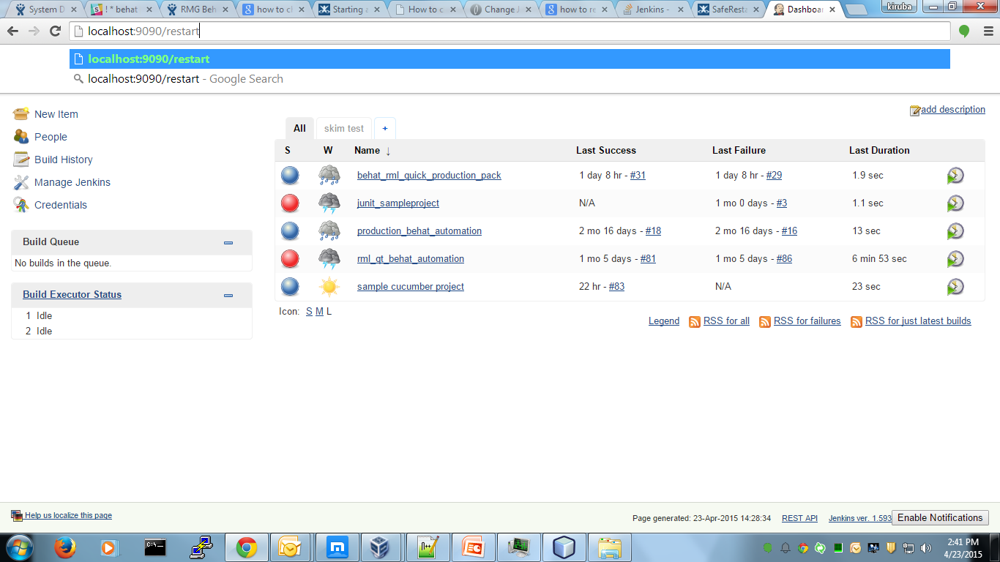 System D
! * behat
RMG Beh
how to cl
Starting a
How to c
Change J
how to re
Jenkins -
SafeResta
Dashboar
kiruba
localhost:9090/restart
localhost:9090/restart
localhost:9090/restart - Google Search
New Item
People
Build History
Manage Jenkins
Credentials
Build Queue
No builds in the queue.
Build Executor Status
1 Idle
2 Idle
add description
All skim test +
S W Name ↓ Last Success Last Failure Last Duration
behat_rml_quick_production_pack 1 day 8 hr - #31 1 day 8 hr - #29 1.9 sec
junit_sampleproject N/A 1 mo 0 days - #3 1.1 sec
production_behat_automation 2 mo 16 days - #18 2 mo 16 days - #16 13 sec
rml_qt_behat_automation 1 mo 5 days - #81 1 mo 5 days - #86 6 min 53 sec
sample cucumber project 22 hr - #83 N/A 23 sec
Icon: S M L
Legend RSS for all RSS for failures RSS for just latest builds
Help us localize this page
Page generated: 23-Apr-2015 14:28:34 REST API Jenkins ver. 1.593
Enable Notifications
2:41 PM
4/23/2015